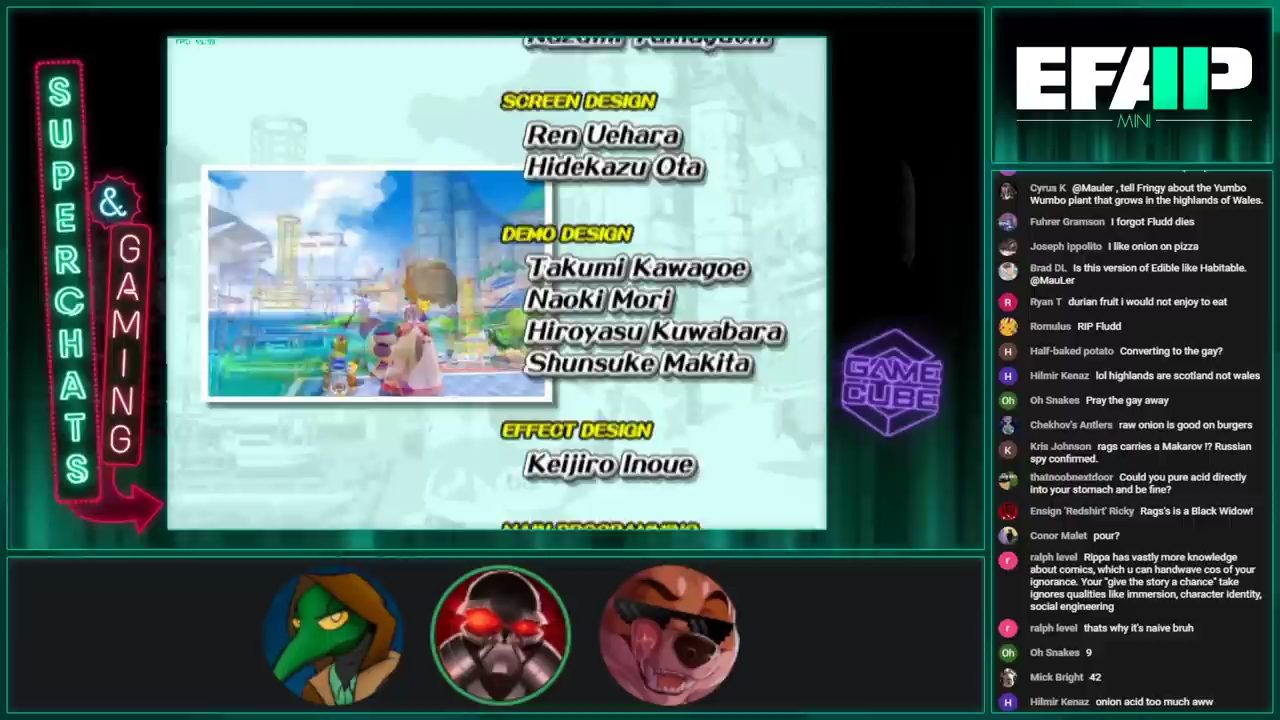 SUPERCHATS
&
GAMING
SCREEN DESIGN
Ren Uehara
Hidekazu Ota
DEMO DESIGN
Takumi Kawagoe
Naoki Mori
Hiroyasu Kuwabara
Shunsuke Makita
EFFECT DESIGN
Keijiro Inoue
MAIN PROGRAMMING
GAME
CUBE
EFAP
MINI
Cyrus K @Mauler , tell Fringy about the Yumbo
Wumbo plant that grows in the highlands of Wales.
Fuhrer Gramson I forgot Fludd dies
Joseph Ippolito I like onion on pizza
Brad DL Is this version of Edible like Habitable.
@MauLer
R Ryan T durian fruit i would not enjoy to eat
Romulus RIP Fludd
H Half-baked potato Converting to the gay?
H Hilmir Kenaz lol highlands are scotland not wales
Oh Oh Snakes Pray the gay away
Chekhov's Antlers raw onion is good on burgers
K Kris Johnson rags carries a Makarov !? Russian
spy confirmed.
thatnoobnextdoor Could you pure acid directly
into your stomach and be fine?
Ensign 'Redshirt' Ricky Rags's is a Black Widow!
Conor Malet pour?
r ralph level Rippa has vastly more knowledge
about comics, which u can handwave cos of your
ignorance. Your "give the story a chance" take
ignores qualities like immersion, character identity,
social engineering
r ralph level thats why it's naive bruh
Oh Oh Snakes 9
Mick Bright 42
H Hilmir Kenaz onion acid too much aww